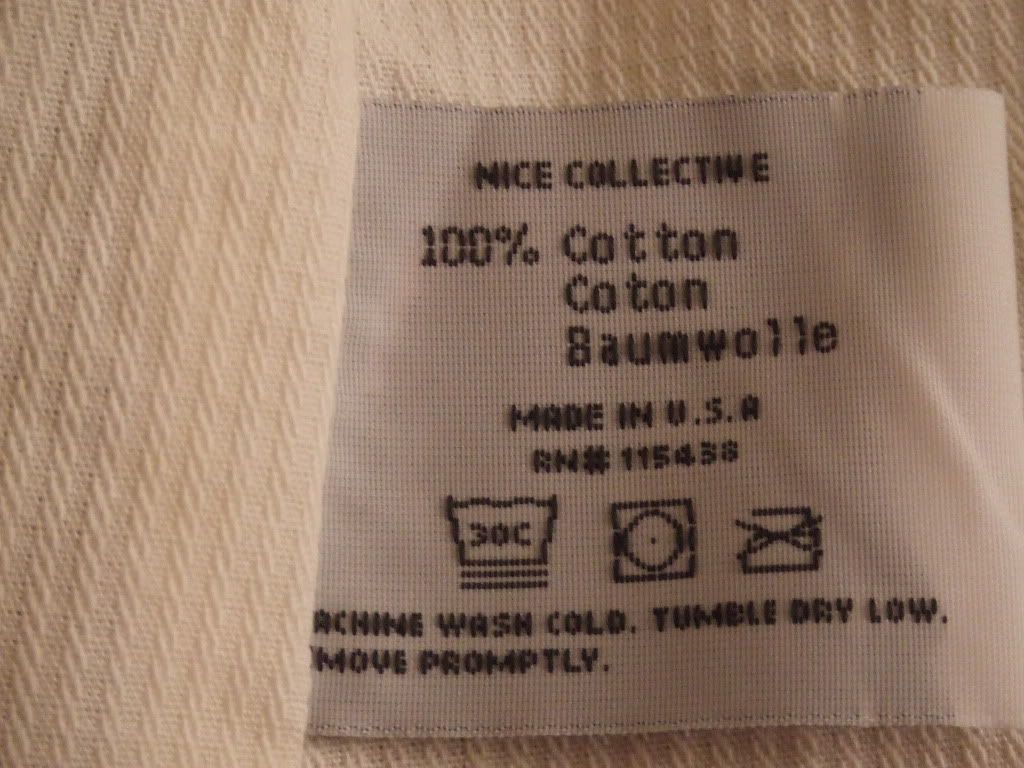 NICE COLLECTIVE
100% Cotton
Coton
Baumwolle
MADE IN U.S.A
RN# 115438
30C
ACHINE WASH COLD. TUMBLE DRY LOW.
MOVE PROMPTLY.